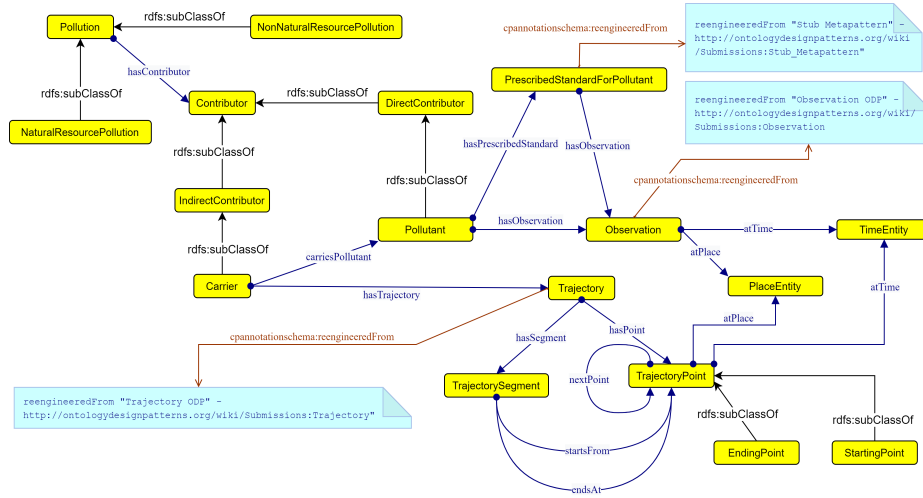 Pollution
rdfs:subClassOf
NonNaturalResourcePollution
cpannotationschema:reengineeredFrom
reengineeredFrom "Stub Metapattern" -
http://ontologydesignpatterns.org/wiki
/Submissions:Stub_Metapattern"
rdfs:subClassOf
hasContributor
PrescribedStandardForPollutant
Contributor
rdfs:subClassOf
DirectContributor
reengineeredFrom "Observation ODP" -
http://ontologydesignpatterns.org/wiki/
Submissions:Observation
NaturalResourcePollution
rdfs:subClassOf
hasPrescribedStandard
hasObservation
rdfs:subClassOf
cpannotationschema:reengineeredFrom
IndirectContributor
hasObservation
Pollutant
Observation
atTime
TimeEntity
rdfs:subClassOf
carriesPollutant
atPlace
Carrier
hasTrajectory
Trajectory
PlaceEntity
atTime
atPlace
cpannotationschema:reengineeredFrom
hasSegment
hasPoint
TrajectorySegment
nextPoint
TrajectoryPoint
reengineeredFrom "Trajectory ODP" -
http://ontologydesignpatterns.org/wiki/Submissions:Trajectory"
rdfs:subClassOf
rdfs:subClassOf
startsFrom
EndingPoint
StartingPoint
endsAt